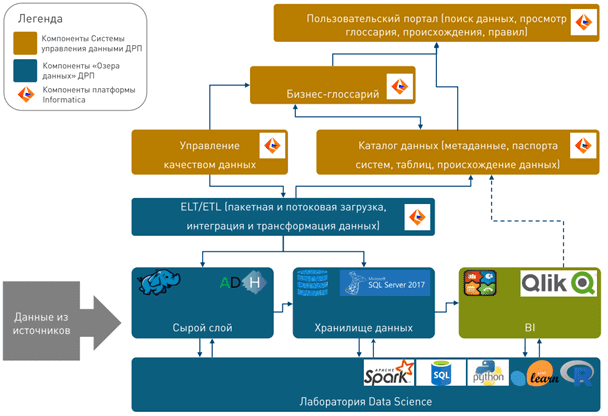 Легенда
Компоненты Системы
управления данными ДРП
Компоненты «Озера
данных» ДРП
Компоненты платформы
Informatica
Пользовательский портал (поиск данных, просмотр
глоссария, происхождения, правил)
Бизнес-глоссарий
Управление
качеством данных
Каталог данных (метаданные, паспорта
систем, таблиц, происхождение данных)
ELT/ETL (пакетная и потоковая загрузка,
интеграция и трансформация данных)
Данные из
источников
ADH
Сырой слой
Microsoft
SQL Server 2017
Хранилище данных
Qlik
BI
APACHE
Spark
SQL
python
learn
R
Лаборатория Data Science